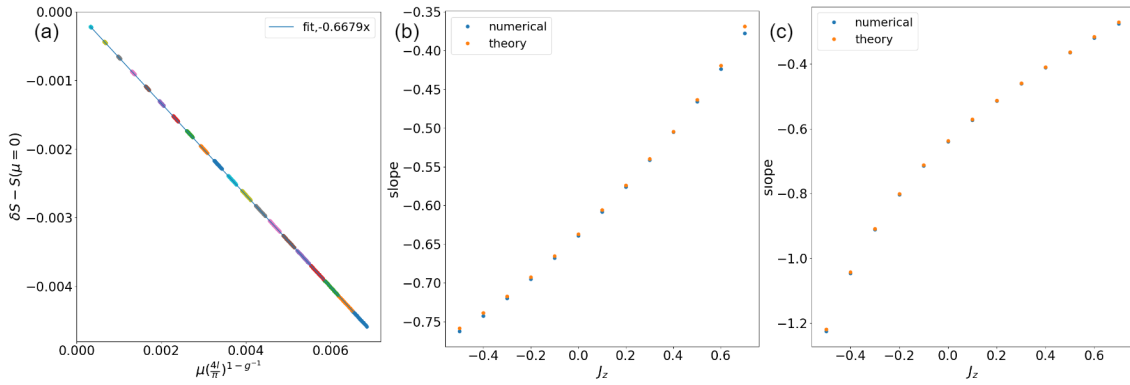 (a)
fit,-0.6679x
0.000
−0.001
−0.002
−0.003
−0.004
δS − S(μ = 0)
0.000 0.002 0.004 0.006
μ(4l/π)^{1−g^{−1}}
(b)
numerical
theory
−0.35
−0.40
−0.45
−0.50
−0.55
−0.60
−0.65
−0.70
−0.75
slope
−0.4 −0.2 0.0 0.2 0.4 0.6
J_z
(c)
numerical
theory
−0.4
−0.6
−0.8
−1.0
−1.2
slope
−0.4 −0.2 0.0 0.2 0.4 0.6
J_z